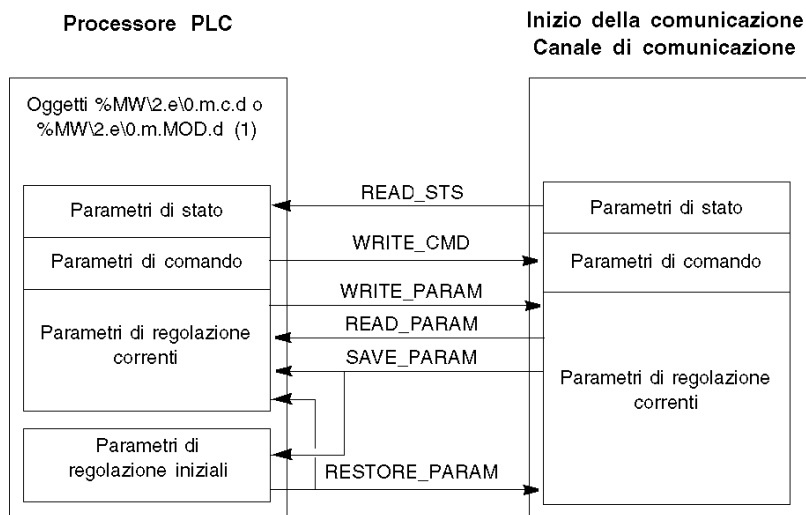 Processore PLC
Inizio della comunicazione
Canale di comunicazione
Oggetti %MW\2.e\0.m.c.d o
%MW\2.e\0.m.MOD.d (1)
Parametri di stato
READ_STS
Parametri di stato
Parametri di comando
WRITE_CMD
Parametri di comando
WRITE_PARAM
Parametri di regolazione
correnti
READ_PARAM
SAVE_PARAM
Parametri di regolazione
correnti
Parametri di
regolazione iniziali
RESTORE_PARAM